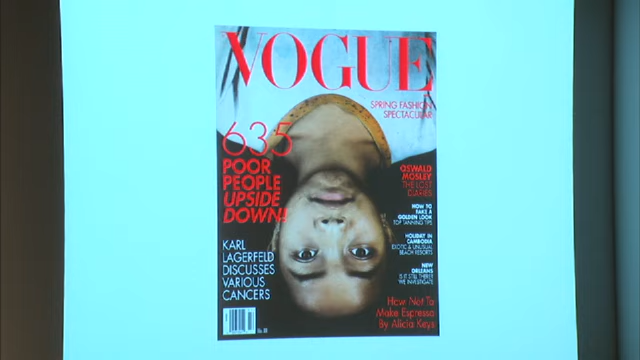 VOGUE
SPRING FASHION
SPECTACULAR
635
POOR
PEOPLE
UPSIDE
DOWN!
OSWALD
MOSLEY
THE LOST
DIARIES
HOW TO
FAKE A
GOLDEN LOOK
TOP TANNING TIPS
HOLIDAY IN
CAMBODIA
EXOTIC & UNUSUAL
BEACH RESORTS
NEW
ORLEANS
IS IT STILL THERE?
WE INVESTIGATE
KARL
LAGERFELD
DISCUSSES
VARIOUS
CANCERS
How Not To
Make Espresso
By Alicia Keys